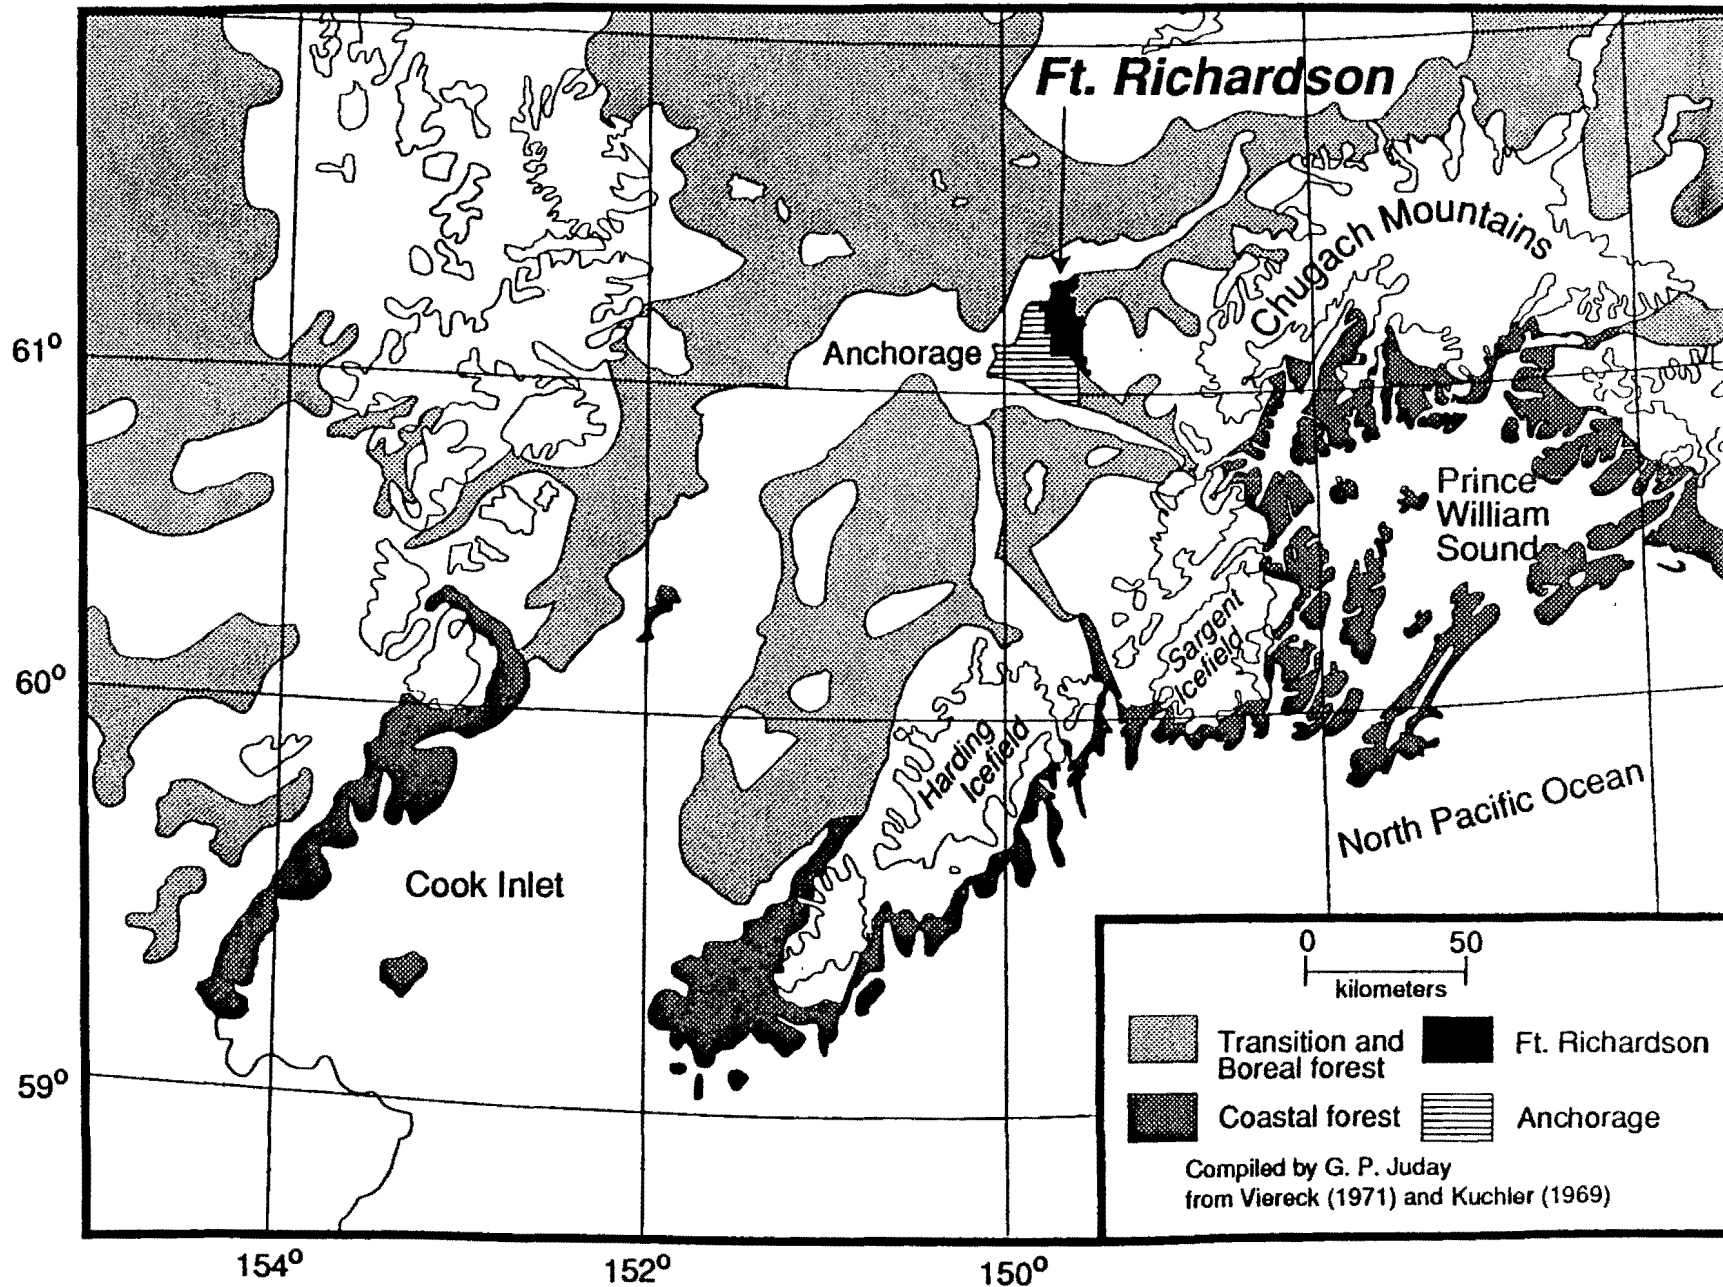 Ft. Richardson
Chugach Mountains
61°
Anchorage
Prince
William
Sound
60°
Sargent
Icefield
Harding
Icefield
North Pacific Ocean
Cook Inlet
59°
0 50
kilometers
Transition and
Boreal forest
Ft. Richardson
Coastal forest
Anchorage
Compiled by G. P. Juday
from Viereck (1971) and Kuchler (1969)
154° 152° 150°